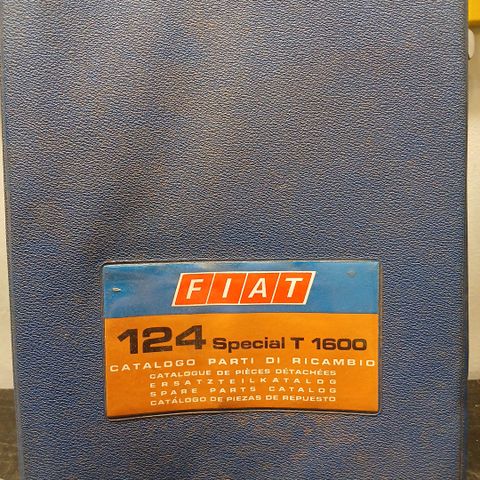 FIAT
124 Special T 1600
CATALOGO PARTI DI RICAMBIO
CATALOGUE DE PIÈCES DÉTACHÉES
ERSATZTEILKATALOG
SPARE PARTS CATALOG
CATÁLOGO DE PIEZAS DE REPUESTO